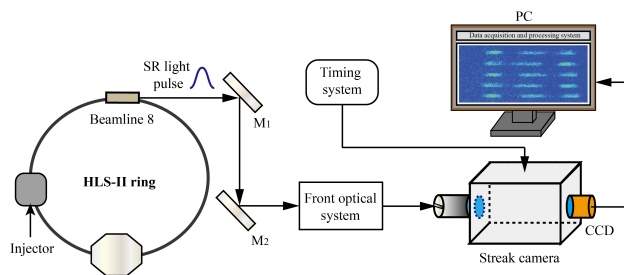 PC
Data acquisition and processing system
SR light
pulse
Timing
system
Beamline 8
M1
HLS-II ring
Front optical
system
M2
Injector
CCD
Streak camera